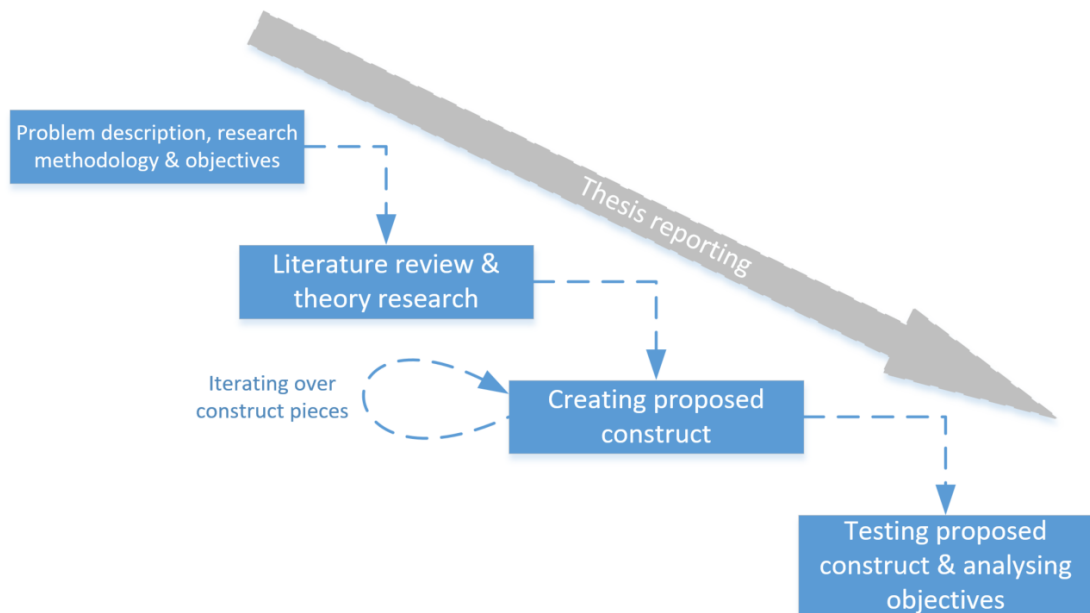 Problem description, research
methodology & objectives
Thesis reporting
Literature review &
theory research
Iterating over
construct pieces
Creating proposed
construct
Testing proposed
construct & analysing
objectives